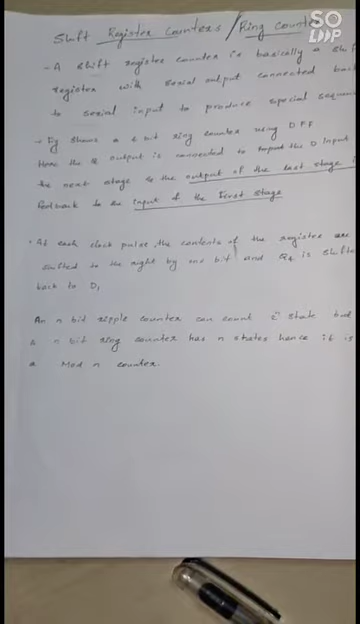 SO
LOOP
Shift Register Counters / Ring Count
- A shift register counter is basically a shif
register with serial output connected back
to serial input to produce special sequen
- Fig shows a 4 bit ring counter using D FF
Here the Q output is connected to the D Input
the next stage & the output of the last stage i
feedback to the input of the first stage
• At each clock pulse, the contents of the register are
shifted to the right by one bit and Q4 is shifte
back to D1
An n bit ripple counter can count 2ⁿ state but
a n bit ring counter has n states hence it is
a Mod n counter.